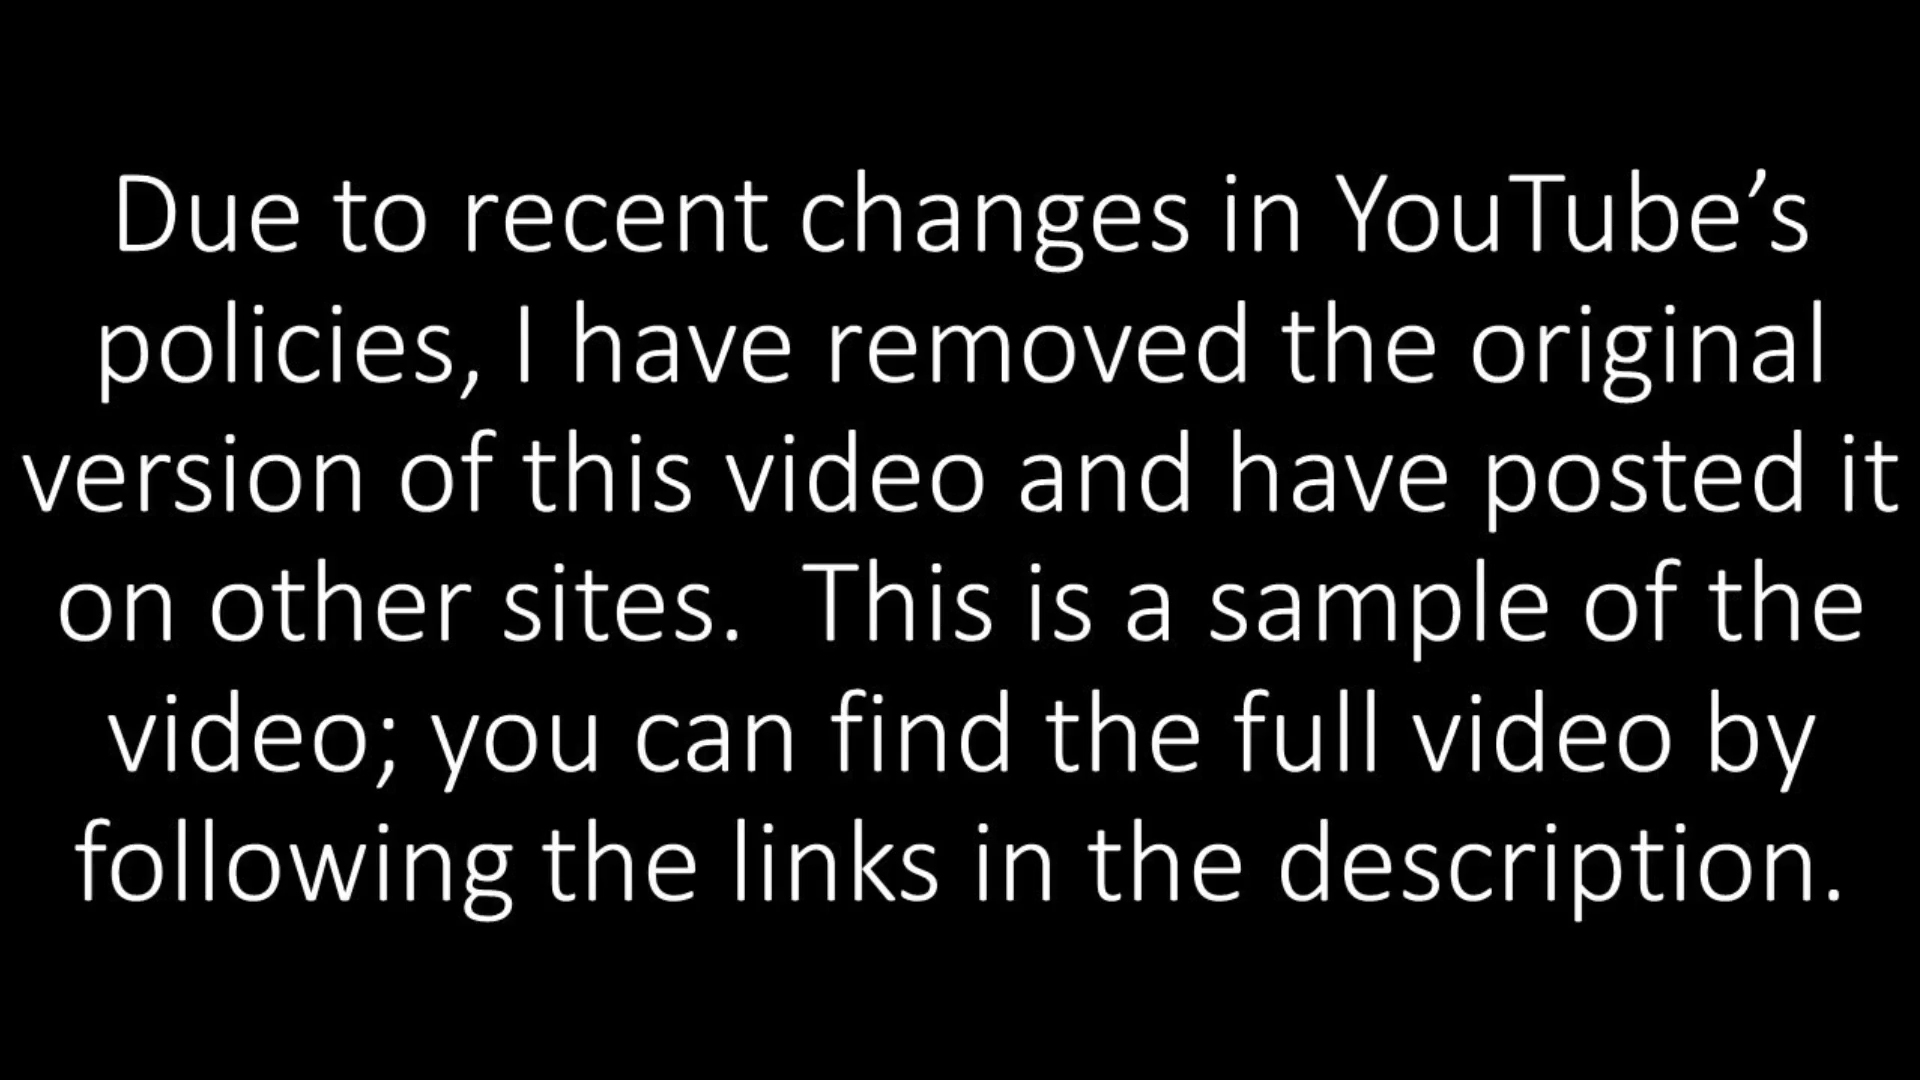 Due to recent changes in YouTube’s
policies, I have removed the original
version of this video and have posted it
on other sites.  This is a sample of the
video; you can find the full video by
following the links in the description.